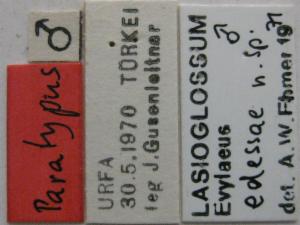 ♂
Paratypus
URFA
30.5.1970 TÜRKEI
leg J.Gusenleitner
LASIOGLOSSUM
♂
Evylaeus
edessae n. sp.
det. A.W.Ebmer 1971